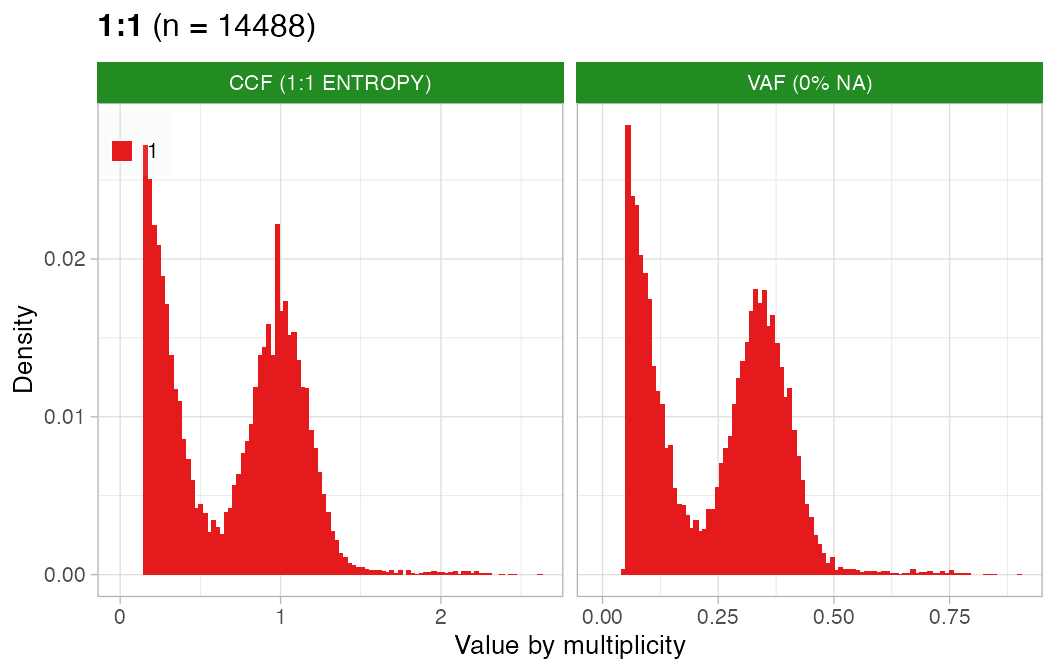 1:1 (n = 14488)
CCF (1:1 ENTROPY)
VAF (0% NA)
1
Density
0.02
0.01
0.00
0 1 2
0.00 0.25 0.50 0.75
Value by multiplicity